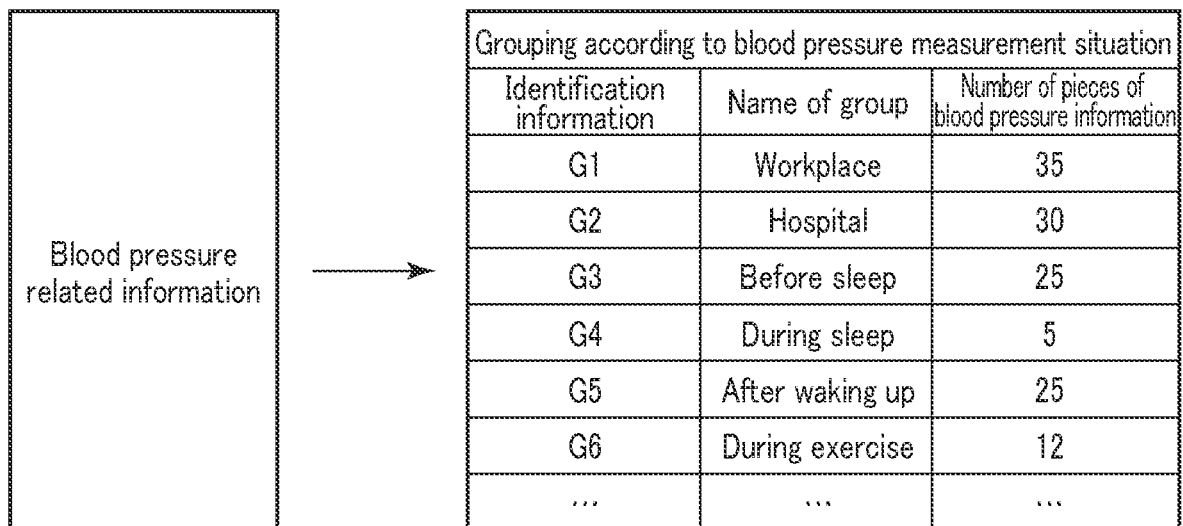 Blood pressure
related information
Grouping according to blood pressure measurement situation
Identification
information
Name of group
Number of pieces of
blood pressure information
G1 Workplace 35
G2 Hospital 30
G3 Before sleep 25
G4 During sleep 5
G5 After waking up 25
G6 During exercise 12
... ... ...